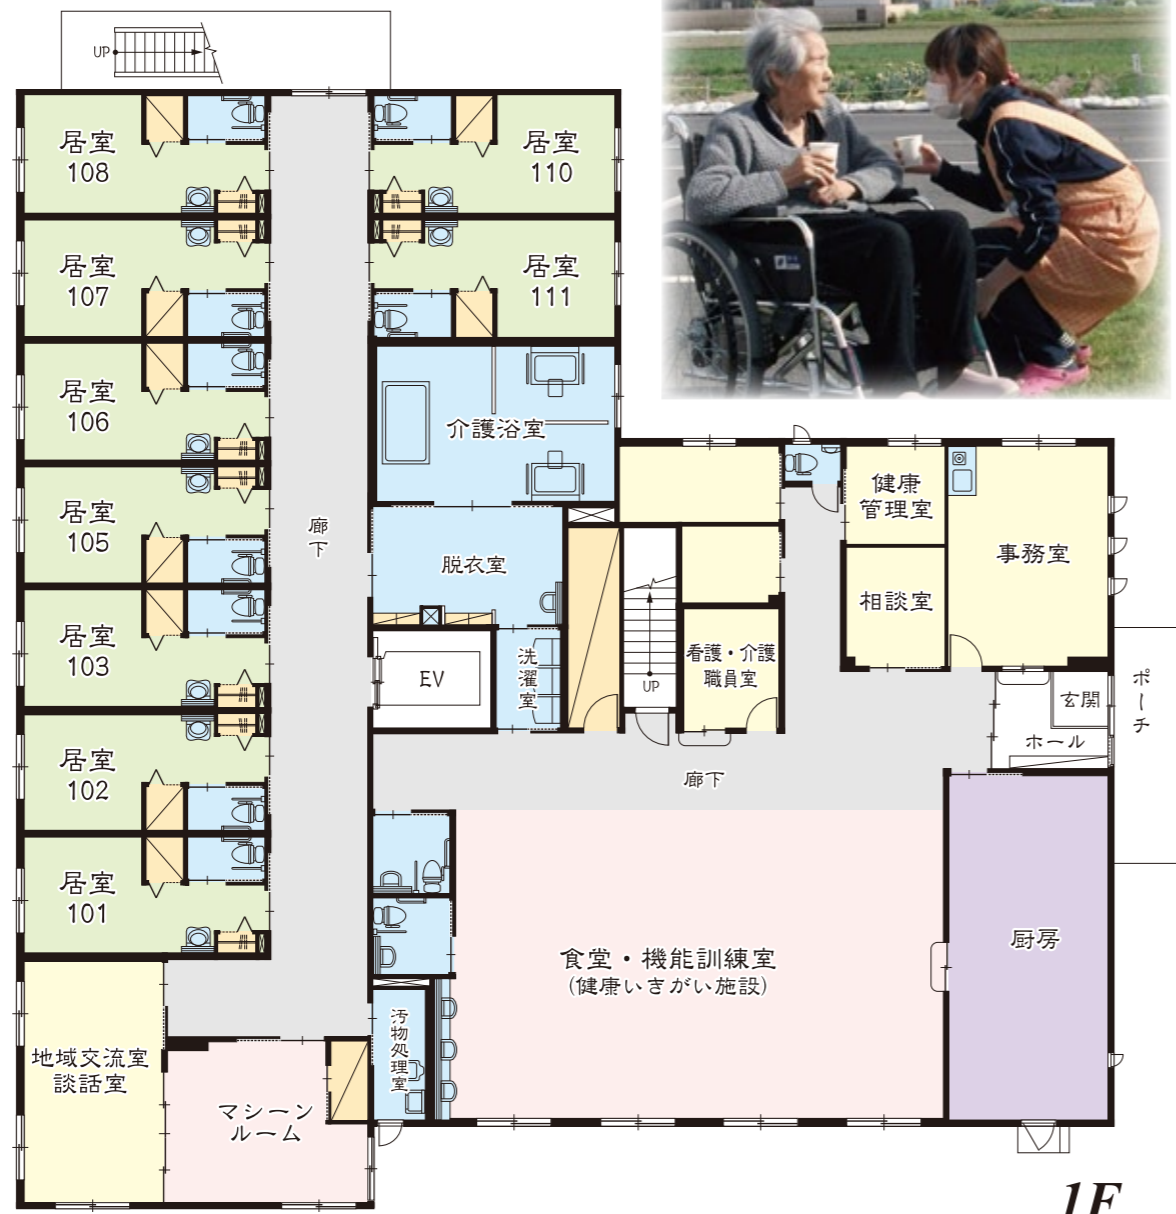 UP
居室
108
居室
110
居室
107
居室
111
居室
106
介護浴室
居室
105
廊下
脱衣室
健康
管理室
事務室
相談室
居室
103
EV
洗濯室
UP
看護・介護
職員室
玄関
ポーチ
ホール
居室
102
廊下
居室
101
食堂・機能訓練室
(健康いきがい施設)
厨房
汚物処理室
地域交流室
談話室
マシーン
ルーム
1F